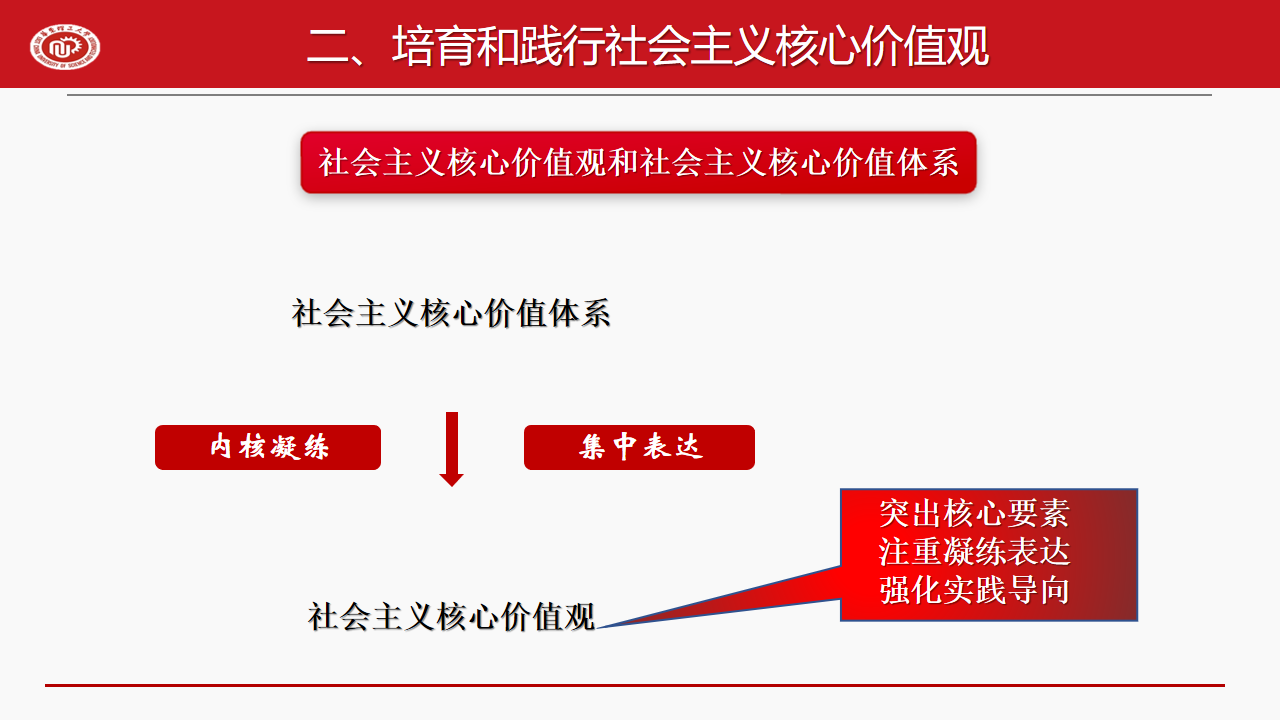 二、培育和践行社会主义核心价值观
社会主义核心价值观和社会主义核心价值体系
社会主义核心价值体系
内核凝练
集中表达
突出核心要素
注重凝练表达
强化实践导向
社会主义核心价值观